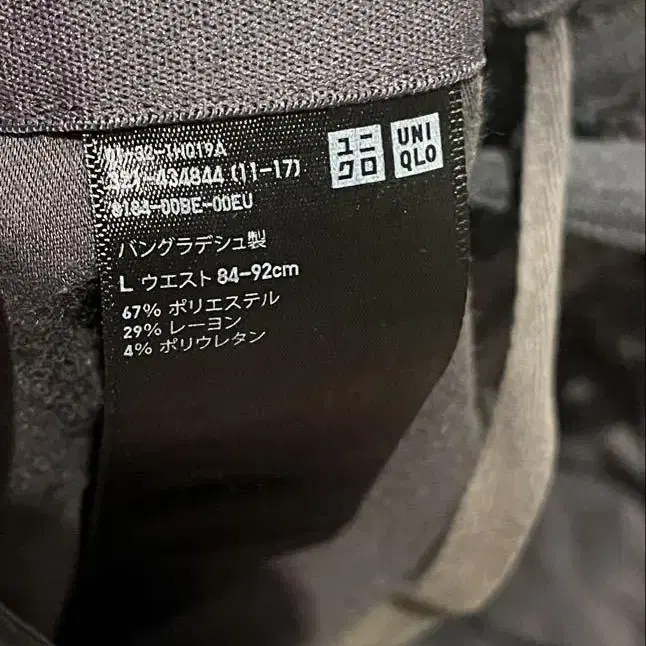 ユニ
クロ
UNI
QLO
434844 (11-17)
バングラデシュ製
L ウエスト 84-92cm
67% ポリエステル
29% レーヨン
4% ポリウレタン